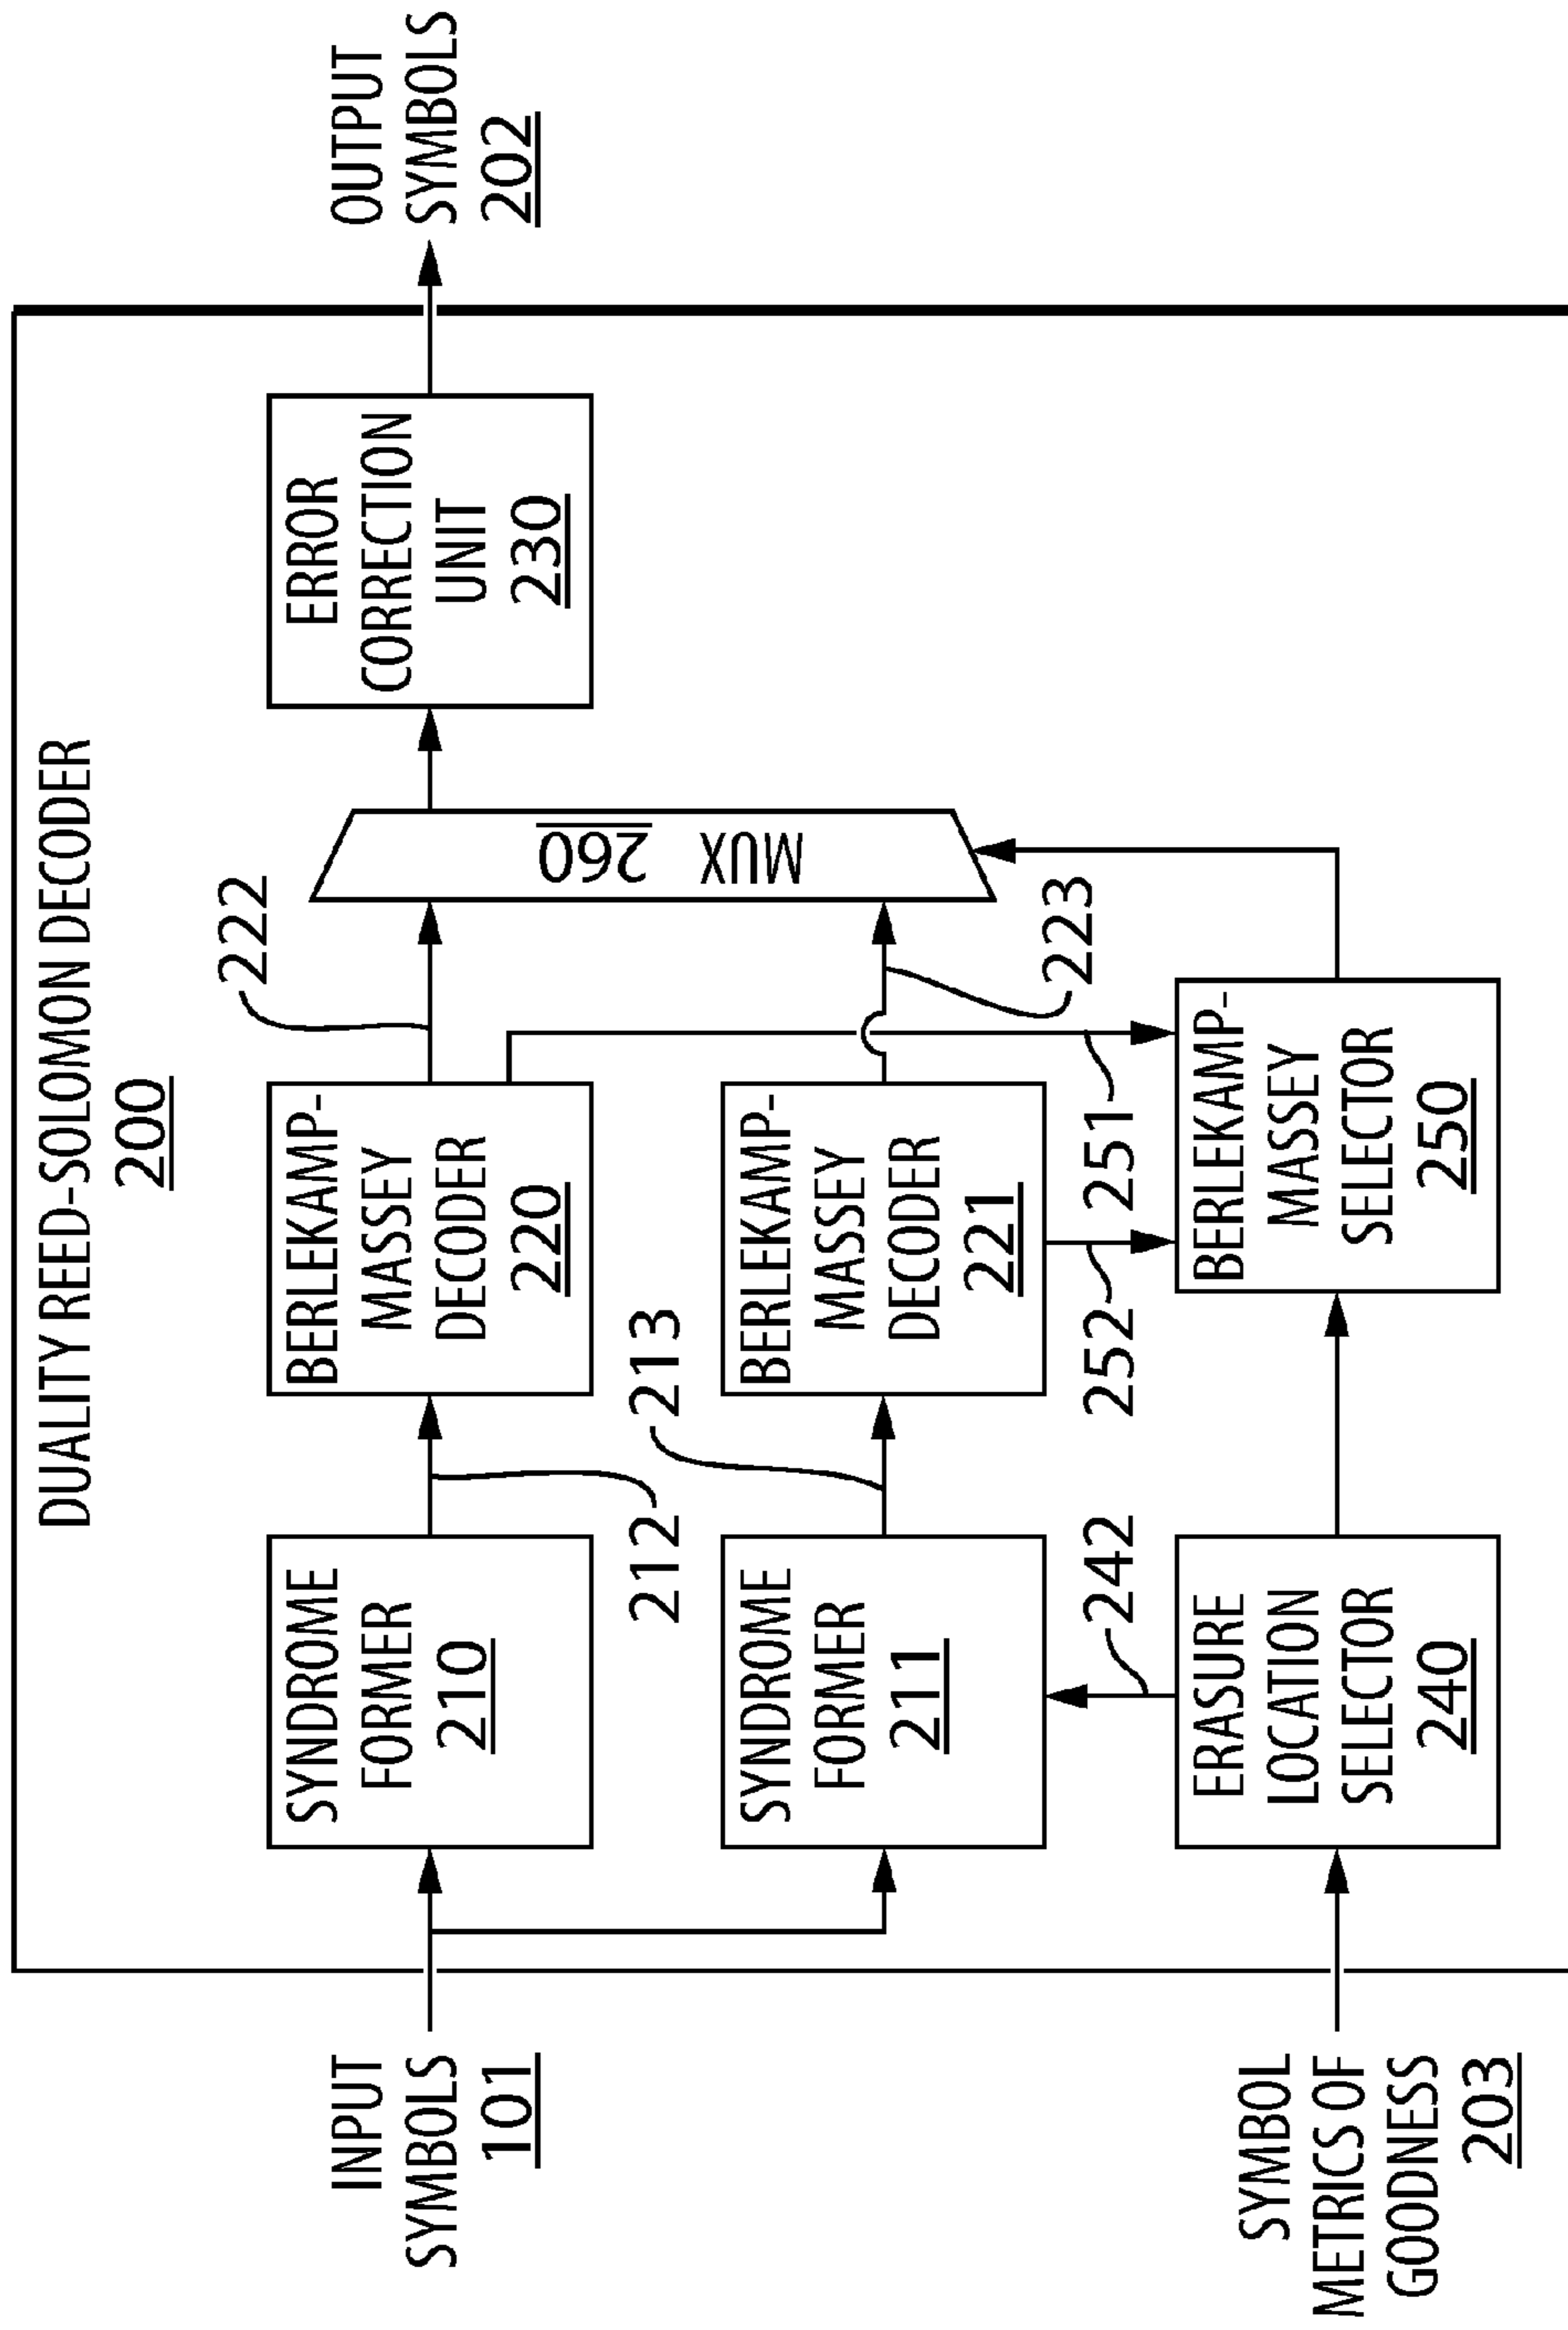 DUALITY REED-SOLOMON DECODER
200
INPUT
SYMBOLS
101
SYNDROME
FORMER
210
212
BERLEKAMP-
MASSEY
DECODER
220
222
MUX 260
ERROR
CORRECTION
UNIT
230
OUTPUT
SYMBOLS
202
SYNDROME
FORMER
211
213
BERLEKAMP-
MASSEY
DECODER
221
223
242
252
251
SYMBOL
METRICS OF
GOODNESS
203
ERASURE
LOCATION
SELECTOR
240
BERLEKAMP-
MASSEY
SELECTOR
250